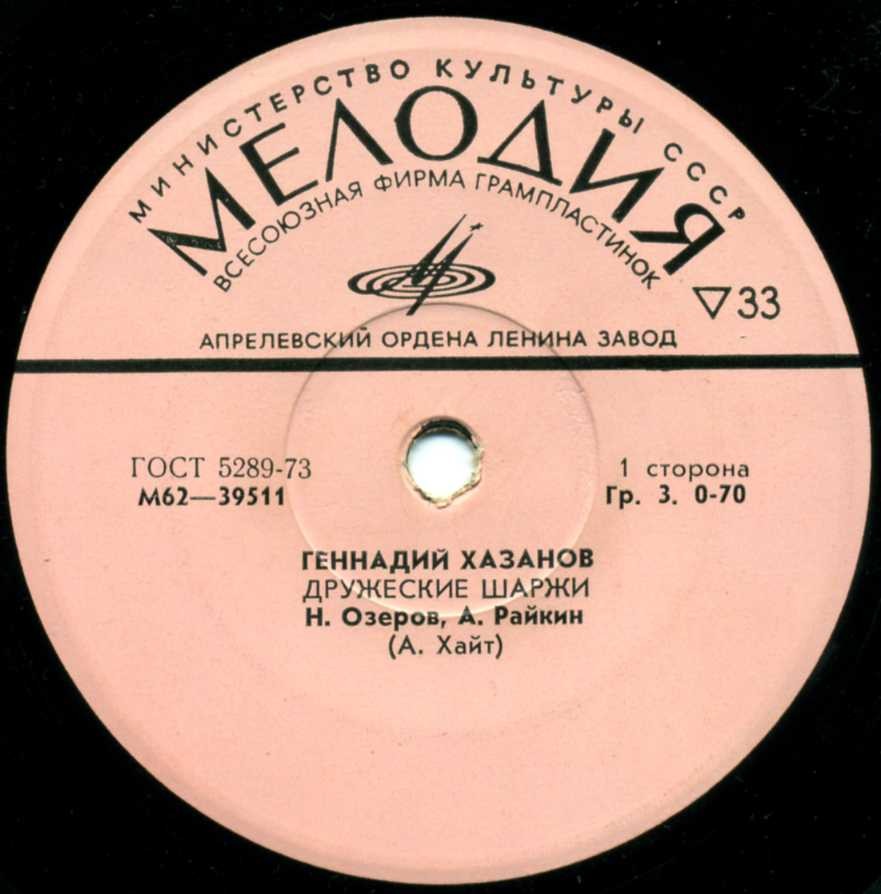 МИНИСТЕРСТВО КУЛЬТУРЫ СССР
МЕЛОДИЯ
ВСЕСОЮЗНАЯ ФИРМА ГРАМПЛАСТИНОК
33
АПРЕЛЕВСКИЙ ОРДЕНА ЛЕНИНА ЗАВОД
ГОСТ 5289-73
М62—39511
1 сторона
Гр. 3. 0-70
ГЕННАДИЙ ХАЗАНОВ
ДРУЖЕСКИЕ ШАРЖИ
Н. Озеров, А. Райкин
(А. Хайт)